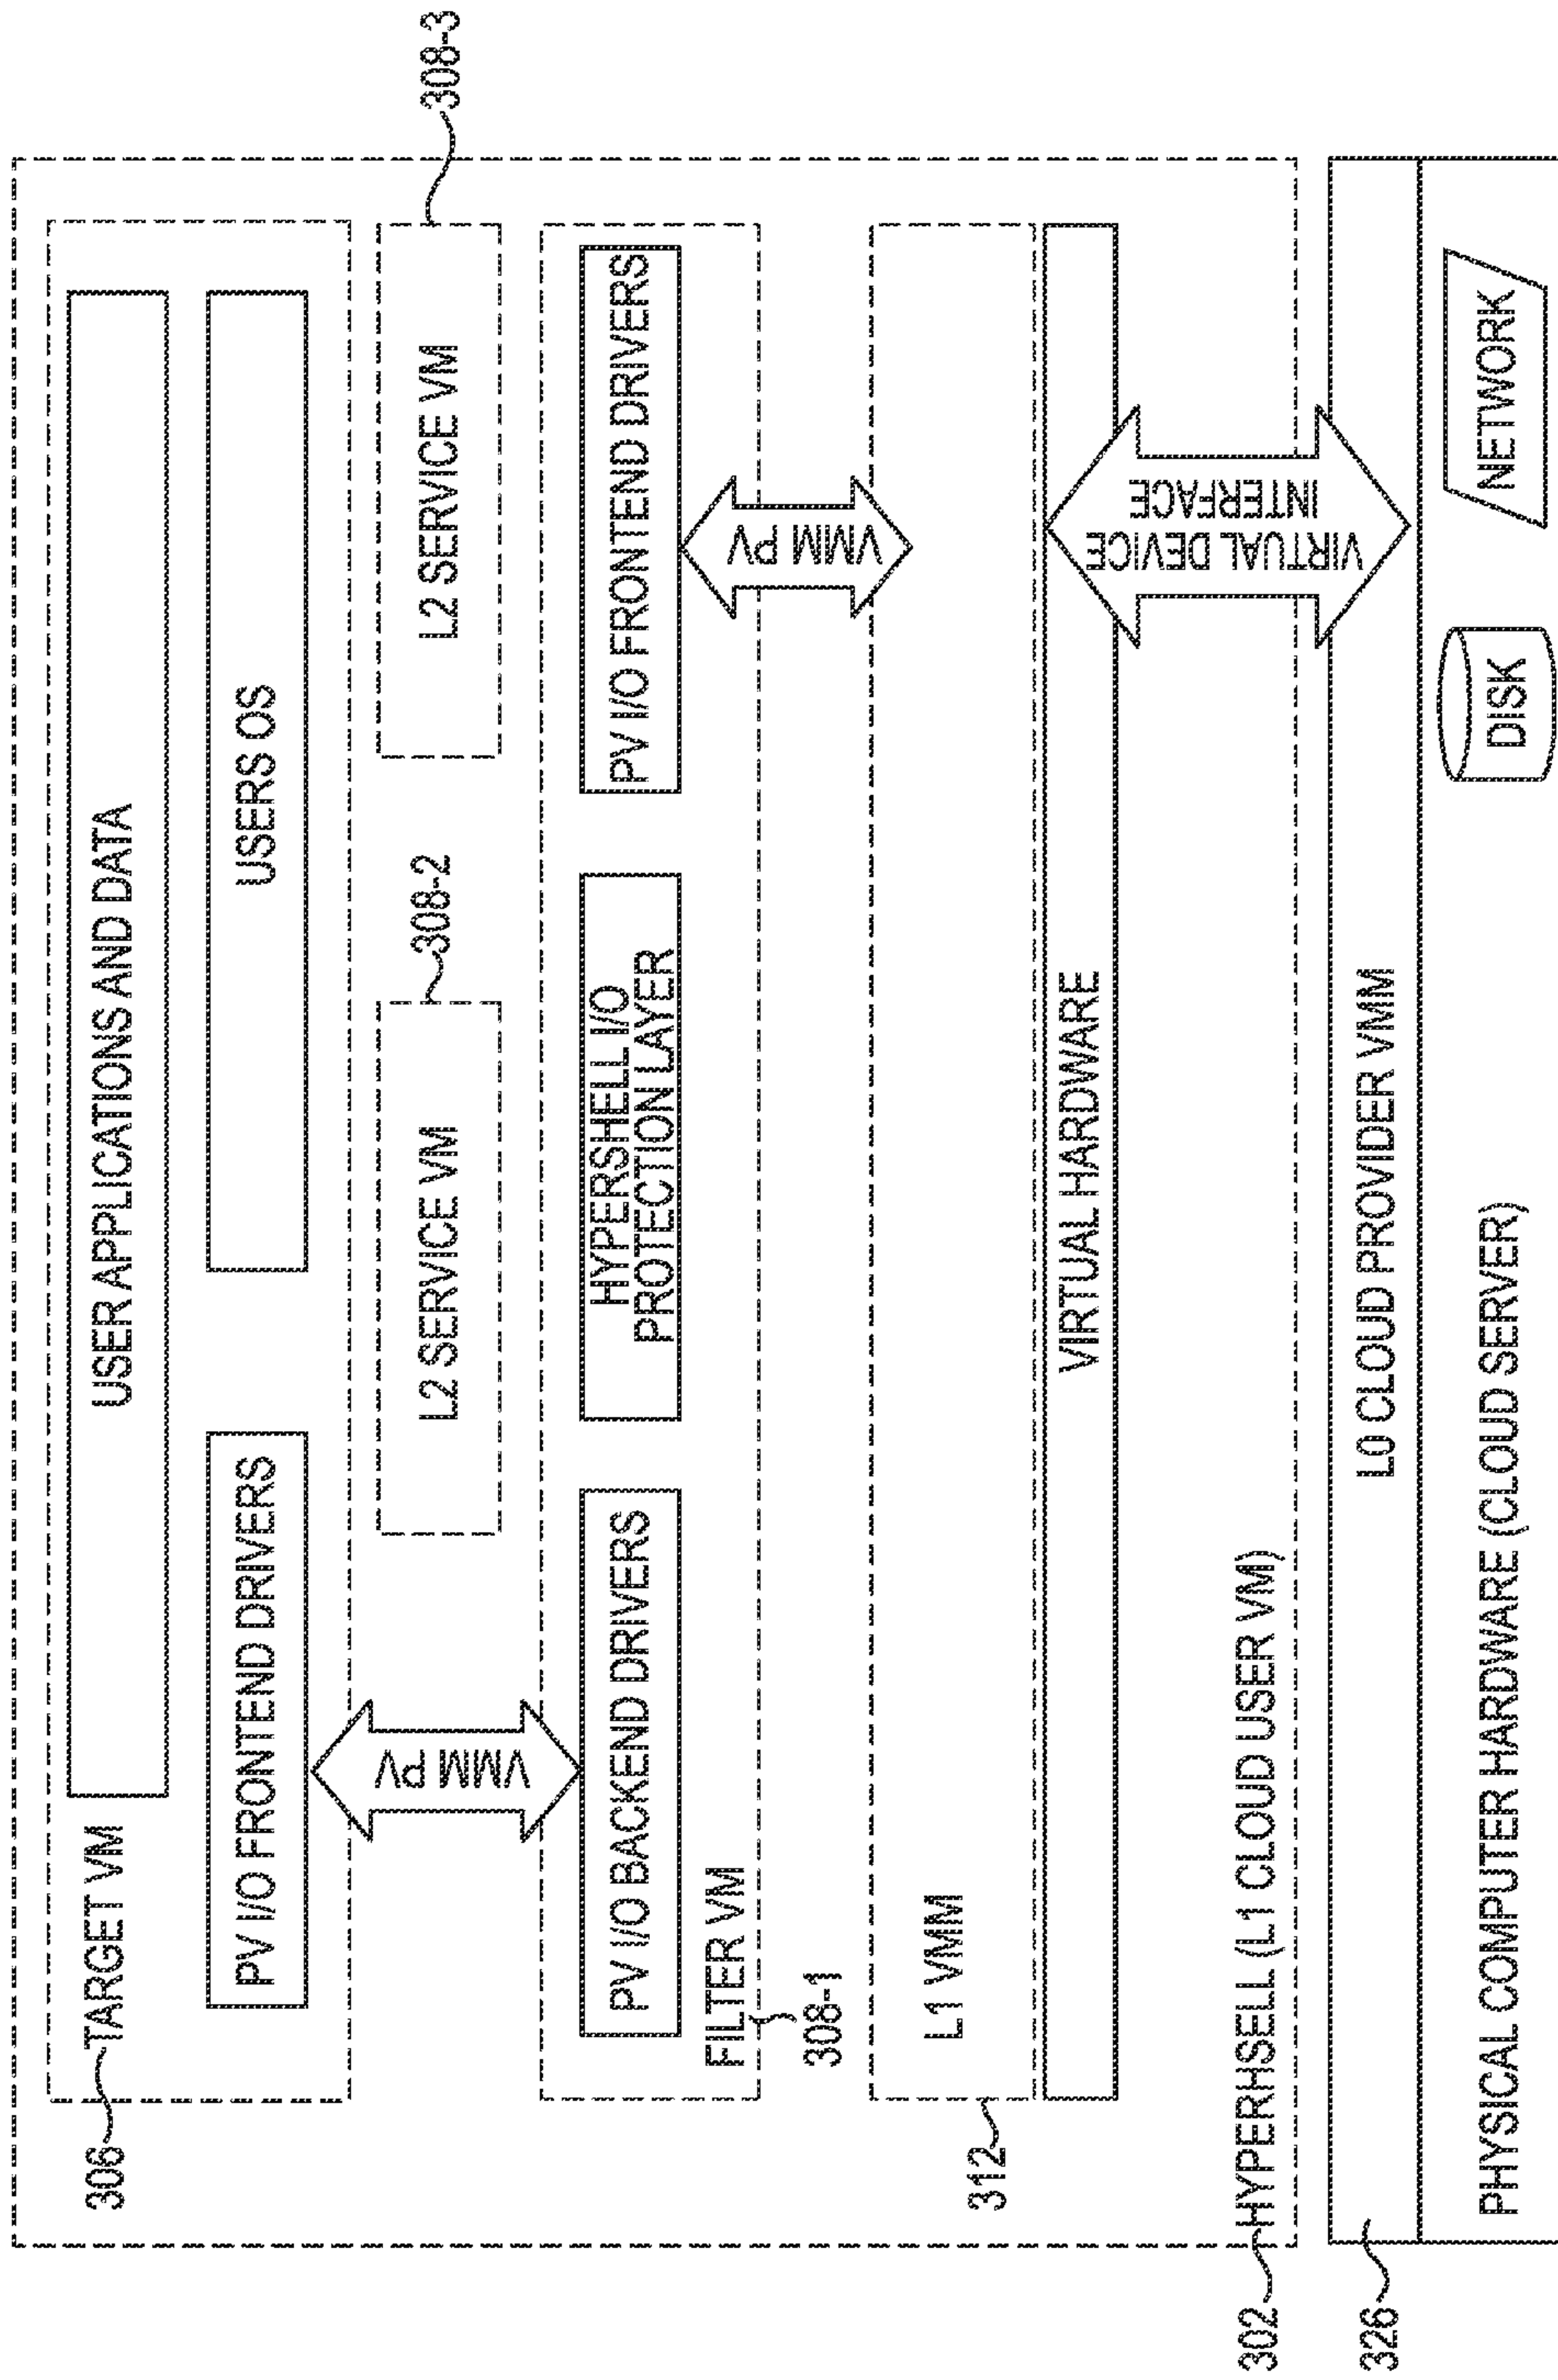 308-3
306
TARGET VM
USER APPLICATIONS AND DATA
PV I/O FRONTEND DRIVERS
USERS OS
308-2
VMM PV
L2 SERVICE VM
L2 SERVICE VM
PV I/O BACKEND DRIVERS
HYPERSHELL I/O
PROTECTION LAYER
PV I/O FRONTEND DRIVERS
FILTER VM
308-1
VMM PV
L1 VMM
312
VIRTUAL HARDWARE
VIRTUAL DEVICE
INTERFACE
302
HYPERHSELL (L1 CLOUD USER VM)
326
L0 CLOUD PROVIDER VMM
PHYSICAL COMPUTER HARDWARE (CLOUD SERVER)
DISK
NETWORK